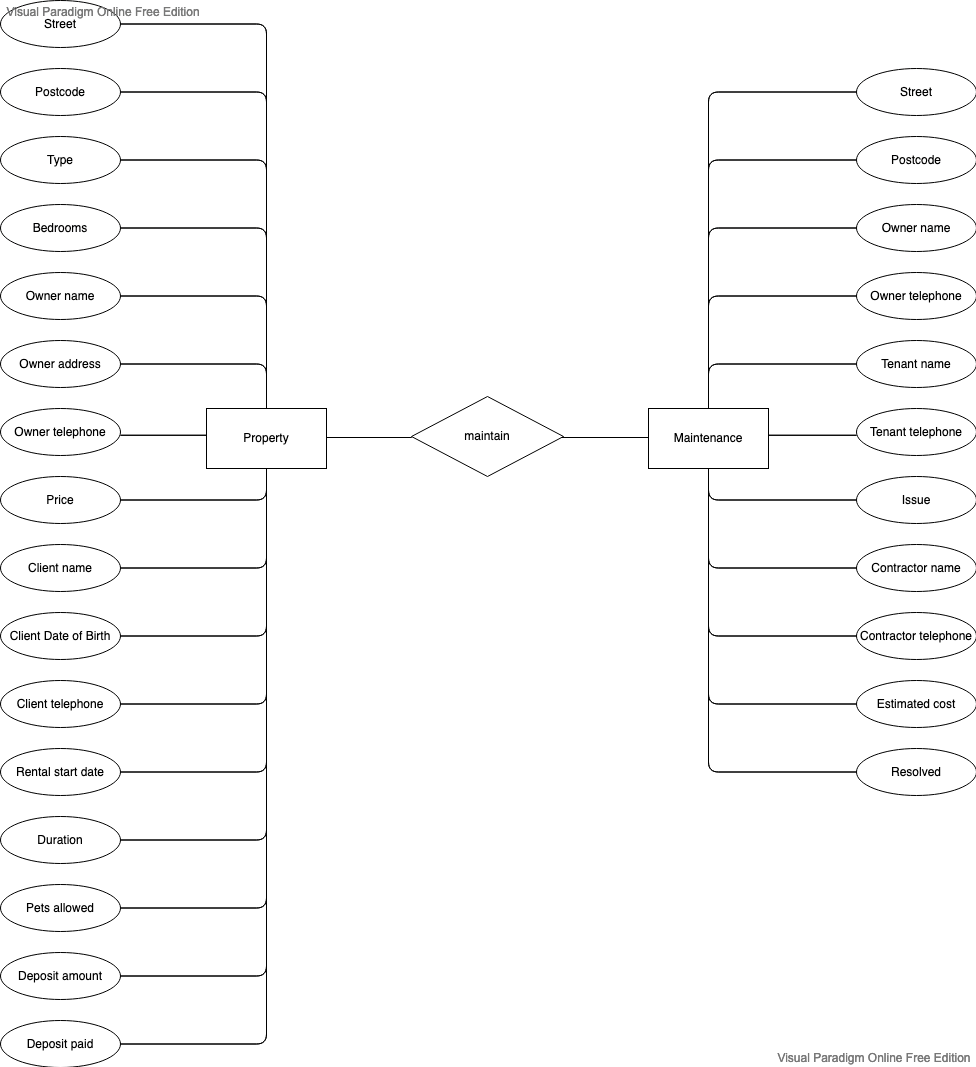 Visual Paradigm Online Free Edition
Street
Postcode
Type
Bedrooms
Owner name
Owner address
Owner telephone
Price
Client name
Client Date of Birth
Client telephone
Rental start date
Duration
Pets allowed
Deposit amount
Deposit paid
Property
maintain
Maintenance
Street
Postcode
Owner name
Owner telephone
Tenant name
Tenant telephone
Issue
Contractor name
Contractor telephone
Estimated cost
Resolved
Visual Paradigm Online Free Edition